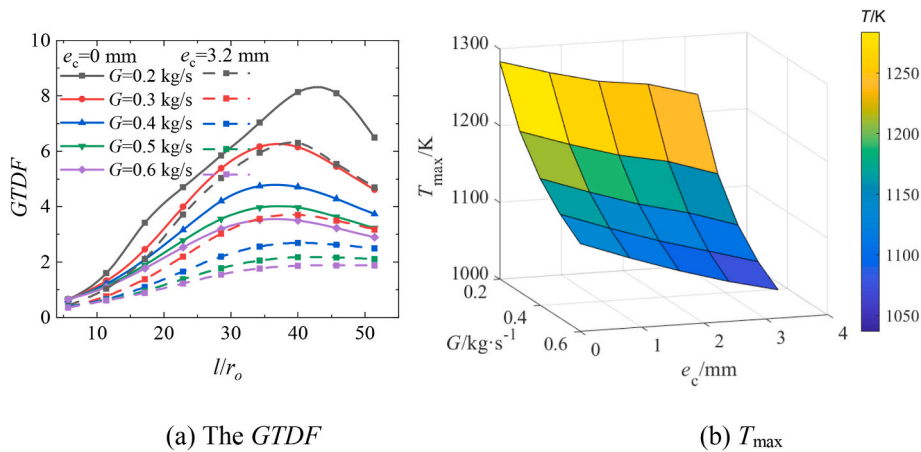 10
8
6
4
2
0
GTDF
e_c=0 mm e_c=3.2 mm
G=0.2 kg/s
G=0.3 kg/s
G=0.4 kg/s
G=0.5 kg/s
G=0.6 kg/s
10 20 30 40 50
l/r_o
(a) The GTDF
T/K
1300
1200
1100
1000
T_max/K
0.2
0.4
0.6
G/kg·s⁻¹
0 1 2 3 4
e_c/mm
1250
1200
1150
1100
1050
(b) T_max